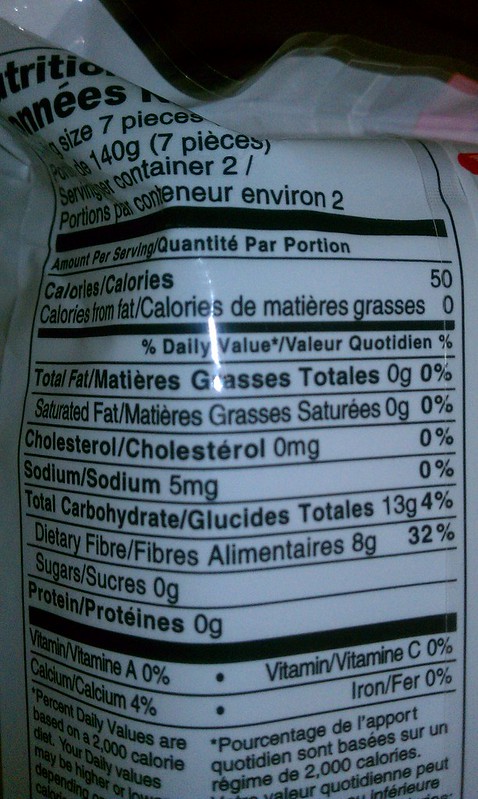 size 7 pieces
140g (7 pièces)
container 2 /
Portions par conteneur environ 2
Amount Per Serving/Quantité Par Portion
Calories/Calories 50
Calories from fat/Calories de matières grasses 0
% Daily Value*/Valeur Quotidien %
Total Fat/Matières Grasses Totales 0g 0%
Saturated Fat/Matières Grasses Saturées 0g 0%
Cholesterol/Cholestérol 0mg 0%
Sodium/Sodium 5mg 0%
Total Carbohydrate/Glucides Totales 13g 4%
Dietary Fibre/Fibres Alimentaires 8g 32%
Sugars/Sucres 0g
Protein/Protéines 0g
Vitamin/Vitamine A 0% • Vitamin/Vitamine C 0%
Calcium/Calcium 4% • Iron/Fer 0%
*Percent Daily Values are
based on a 2,000 calorie
diet. Your Daily values
may be higher or
depending
*Pourcentage de l'apport
quotidien sont basées sur un
régime de 2,000 calories.
valeur quotidienne peut
inférieure